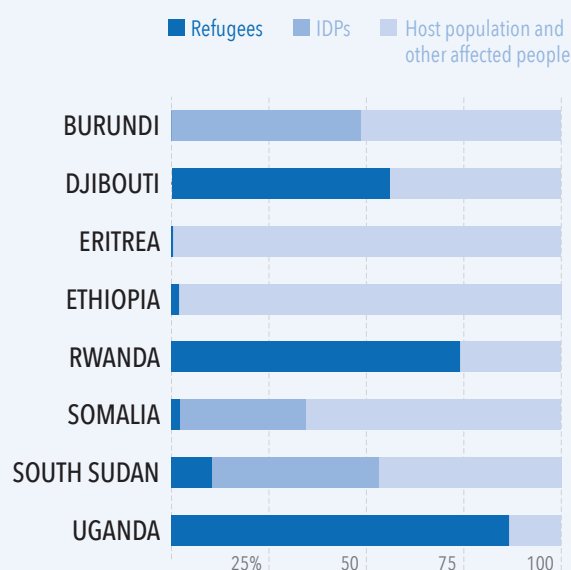 Refugees
IDPs
Host population and
other affected people
BURUNDI
DJIBOUTI
ERITREA
ETHIOPIA
RWANDA
SOMALIA
SOUTH SUDAN
UGANDA
25% 50 75 100